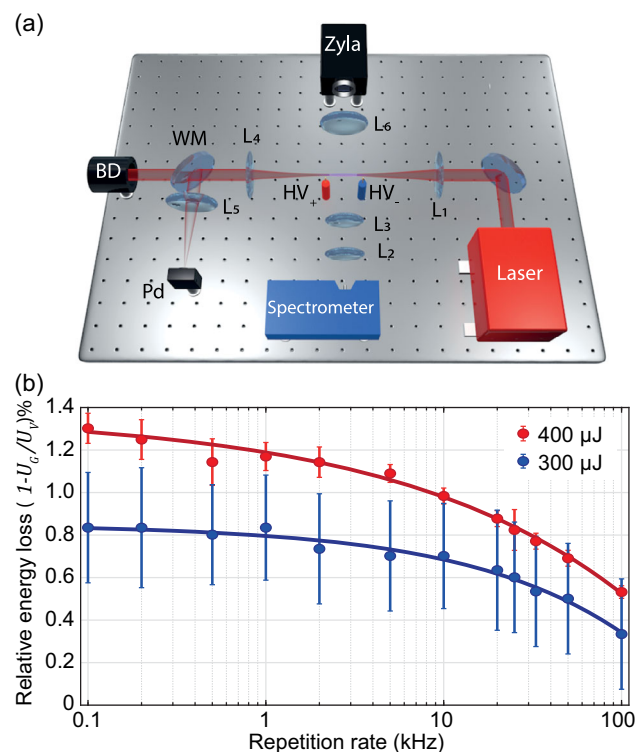 (a)
Zyla
L₆
WM
L₄
BD
L₅
HV₊
HV₋
L₁
L₃
L₂
Pd
Spectrometer
Laser
(b)
Relative energy loss ( 1-U_G/U_v)%
1.4
1.2
1.0
0.8
0.6
0.4
0.2
0
400 µJ
300 µJ
0.1
1
10
100
Repetition rate (kHz)